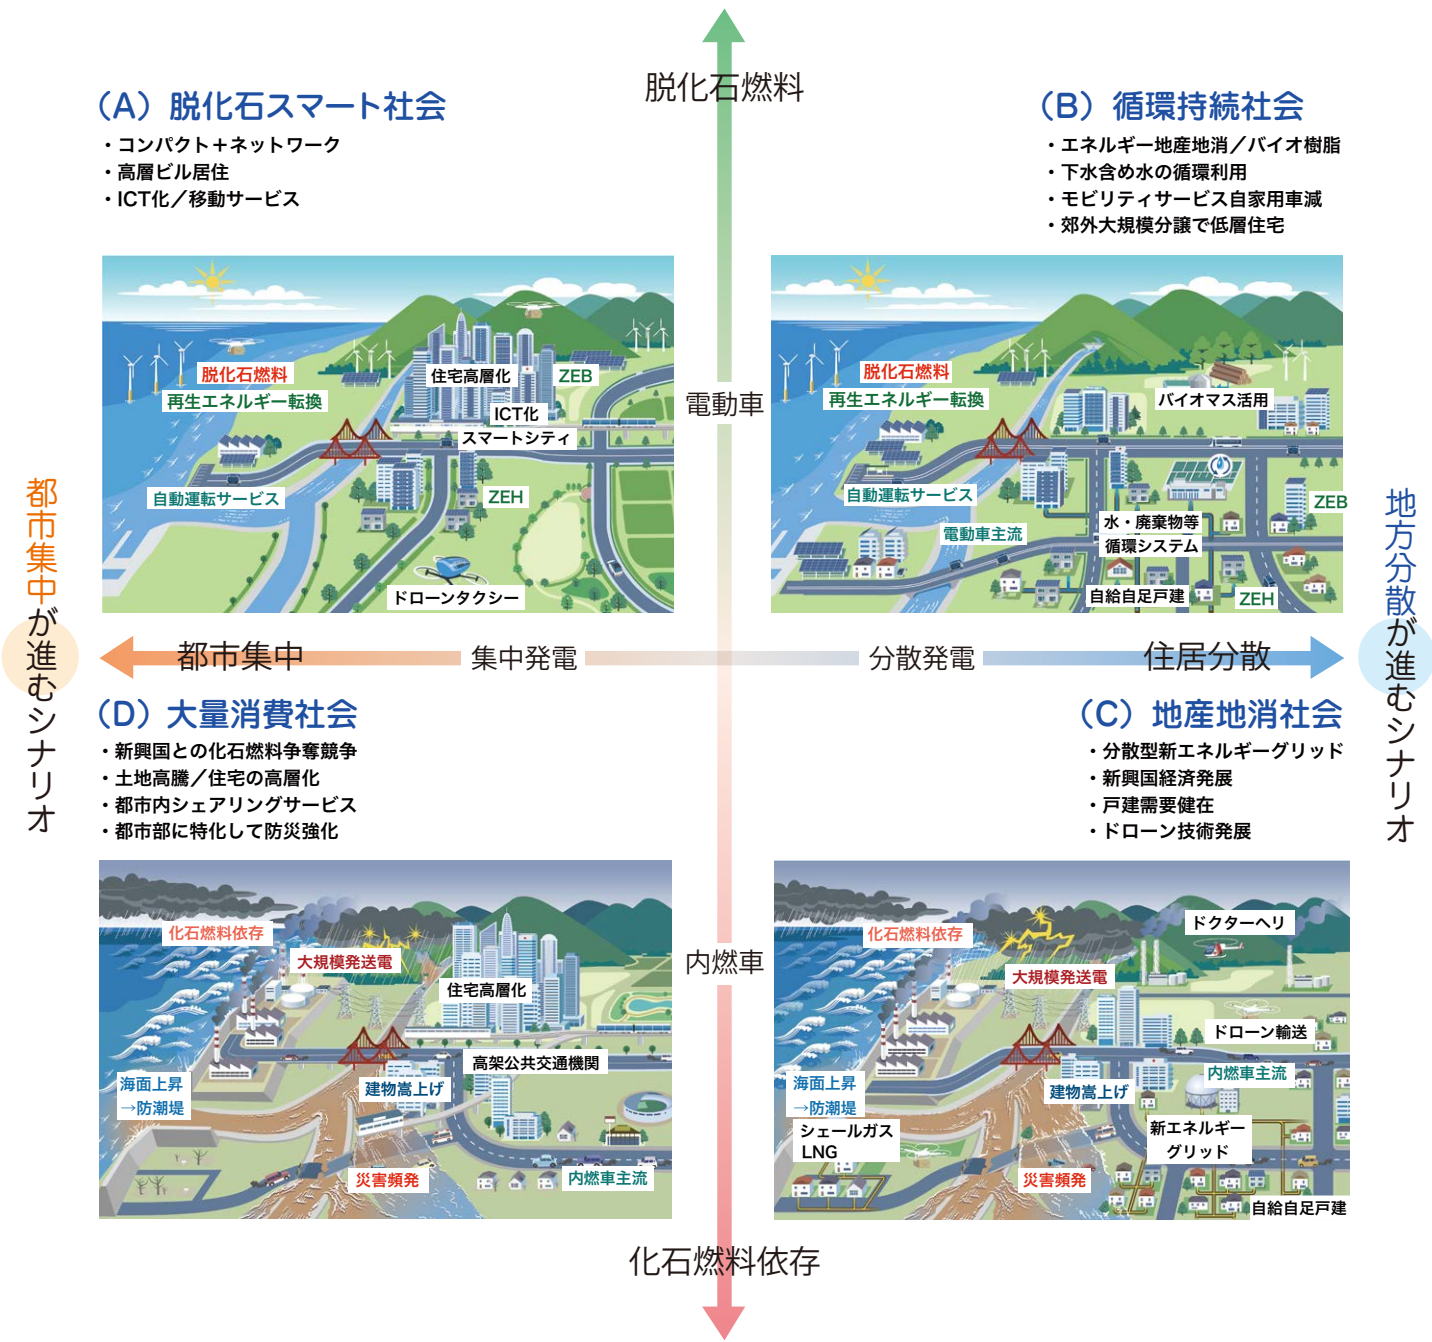 脱化石燃料
（A）脱化石スマート社会
・コンパクト＋ネットワーク
・高層ビル居住
・ICT化／移動サービス
（B）循環持続社会
・エネルギー地産地消／バイオ樹脂
・下水含め水の循環利用
・モビリティサービス自家用車減
・郊外大規模分譲で低層住宅
脱化石燃料
再生エネルギー転換
住宅高層化
ZEB
ICT化
スマートシティ
自動運転サービス
ZEH
ドローンタクシー
電動車
脱化石燃料
再生エネルギー転換
バイオマス活用
自動運転サービス
電動車主流
水・廃棄物等
循環システム
ZEB
自給自足戸建
ZEH
都市集中が進むシナリオ
地方分散が進むシナリオ
都市集中
集中発電
分散発電
住居分散
（D）大量消費社会
・新興国との化石燃料争奪競争
・土地高騰／住宅の高層化
・都市内シェアリングサービス
・都市部に特化して防災強化
（C）地産地消社会
・分散型新エネルギーグリッド
・新興国経済発展
・戸建需要健在
・ドローン技術発展
化石燃料依存
大規模発送電
住宅高層化
高架公共交通機関
海面上昇
→防潮堤
建物嵩上げ
災害頻発
内燃車主流
内燃車
化石燃料依存
ドクターヘリ
大規模発送電
ドローン輸送
内燃車主流
海面上昇
→防潮堤
建物嵩上げ
シェールガス
LNG
新エネルギー
グリッド
災害頻発
自給自足戸建
化石燃料依存